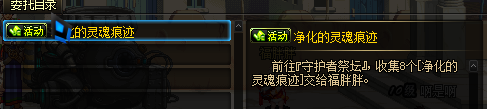 委托目录
活动 化的灵魂痕迹
活动 净化的灵魂痕迹
前往『守护者祭坛』，收集8个[净化的
灵魂痕迹]交给福胖胖。